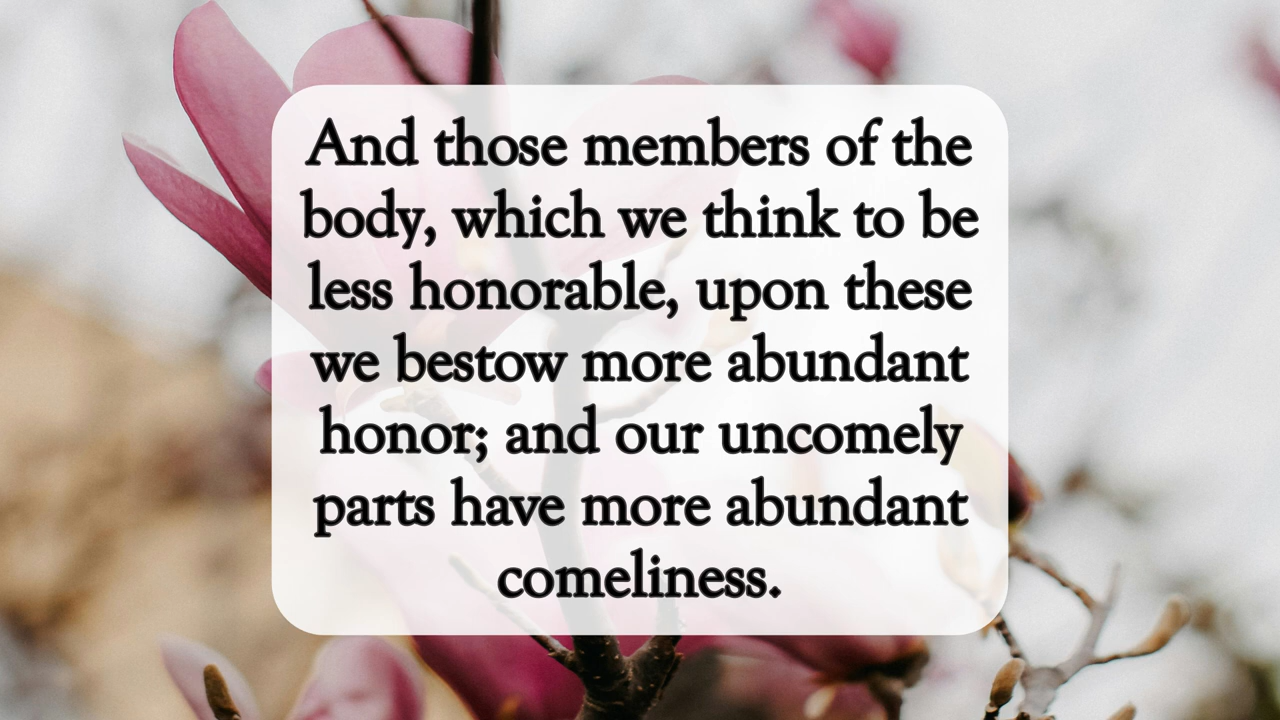 And those members of the
body, which we think to be
less honorable, upon these
we bestow more abundant
honor; and our uncomely
parts have more abundant
comeliness.